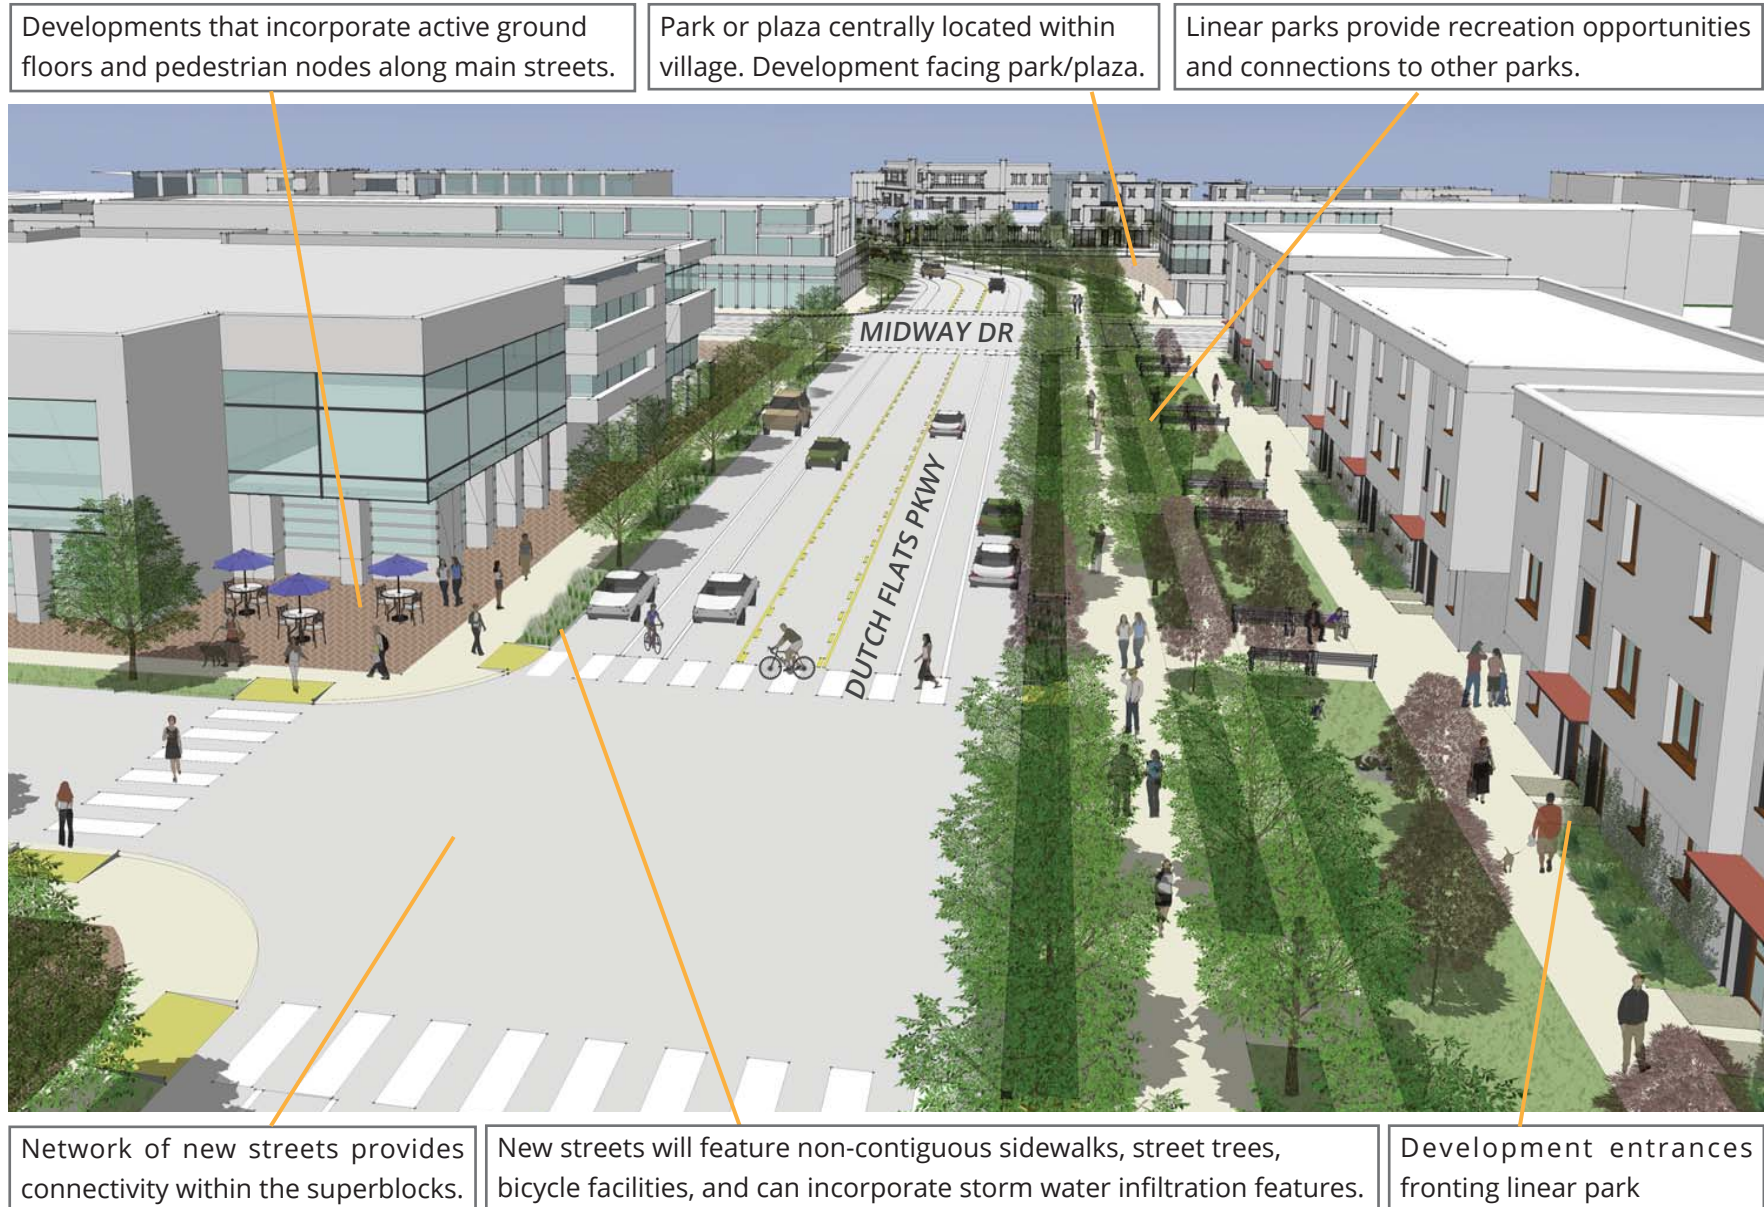 Developments that incorporate active ground
floors and pedestrian nodes along main streets.
Park or plaza centrally located within
village. Development facing park/plaza.
Linear parks provide recreation opportunities
and connections to other parks.
MIDWAY DR
DUTCH FLATS PKWY
Network of new streets provides
connectivity within the superblocks.
New streets will feature non-contiguous sidewalks, street trees,
bicycle facilities, and can incorporate storm water infiltration features.
Development entrances
fronting linear park